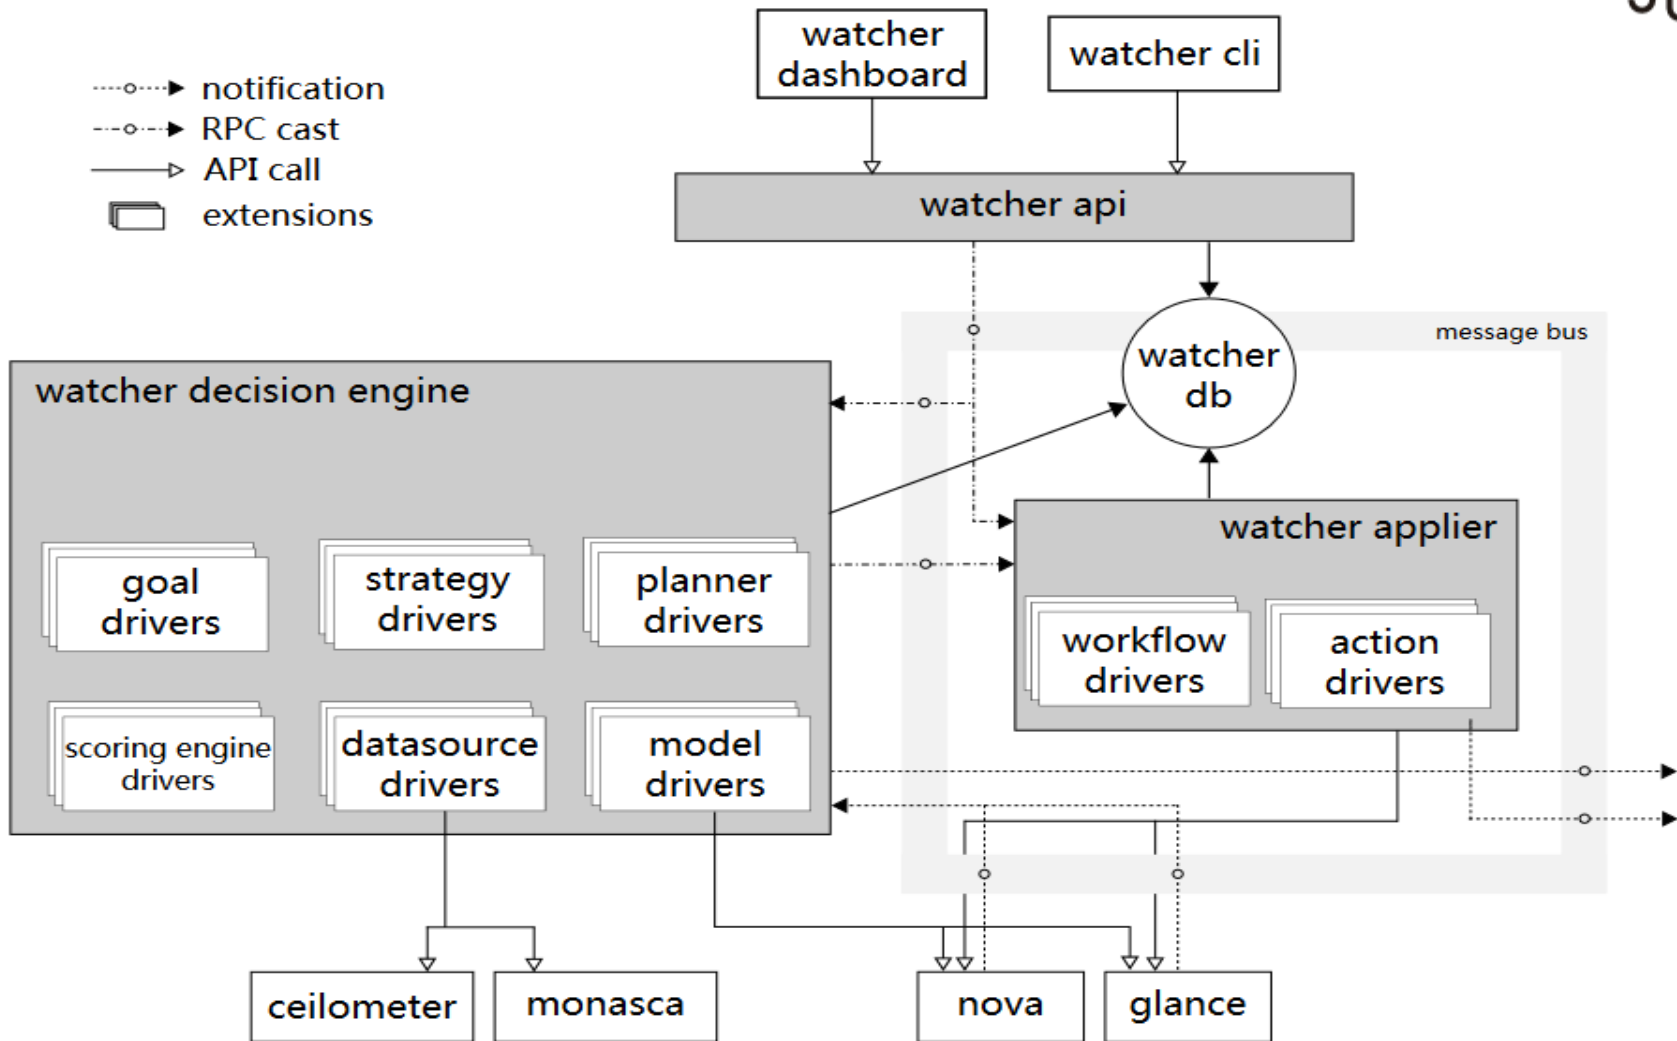 watcher
dashboard
watcher cli
notification
RPC cast
API call
extensions
watcher api
message bus
watcher
db
watcher decision engine
watcher applier
goal
drivers
strategy
drivers
planner
drivers
workflow
drivers
action
drivers
scoring engine
drivers
datasource
drivers
model
drivers
ceilometer
monasca
nova
glance